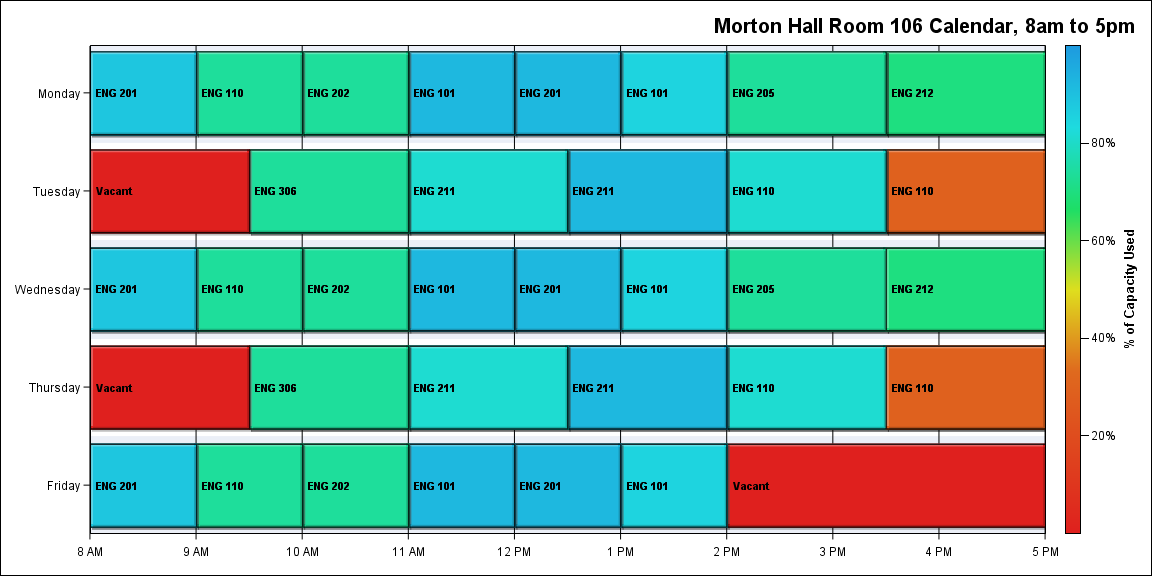 Morton Hall Room 106 Calendar, 8am to 5pm
Monday
ENG 201
ENG 110
ENG 202
ENG 101
ENG 201
ENG 101
ENG 205
ENG 212
Tuesday
Vacant
ENG 306
ENG 211
ENG 211
ENG 110
ENG 110
Wednesday
ENG 201
ENG 110
ENG 202
ENG 101
ENG 201
ENG 101
ENG 205
ENG 212
Thursday
Vacant
ENG 306
ENG 211
ENG 211
ENG 110
ENG 110
Friday
ENG 201
ENG 110
ENG 202
ENG 101
ENG 201
ENG 101
Vacant
8 AM
9 AM
10 AM
11 AM
12 PM
1 PM
2 PM
3 PM
4 PM
5 PM
80%
60%
40%
20%
% of Capacity Used